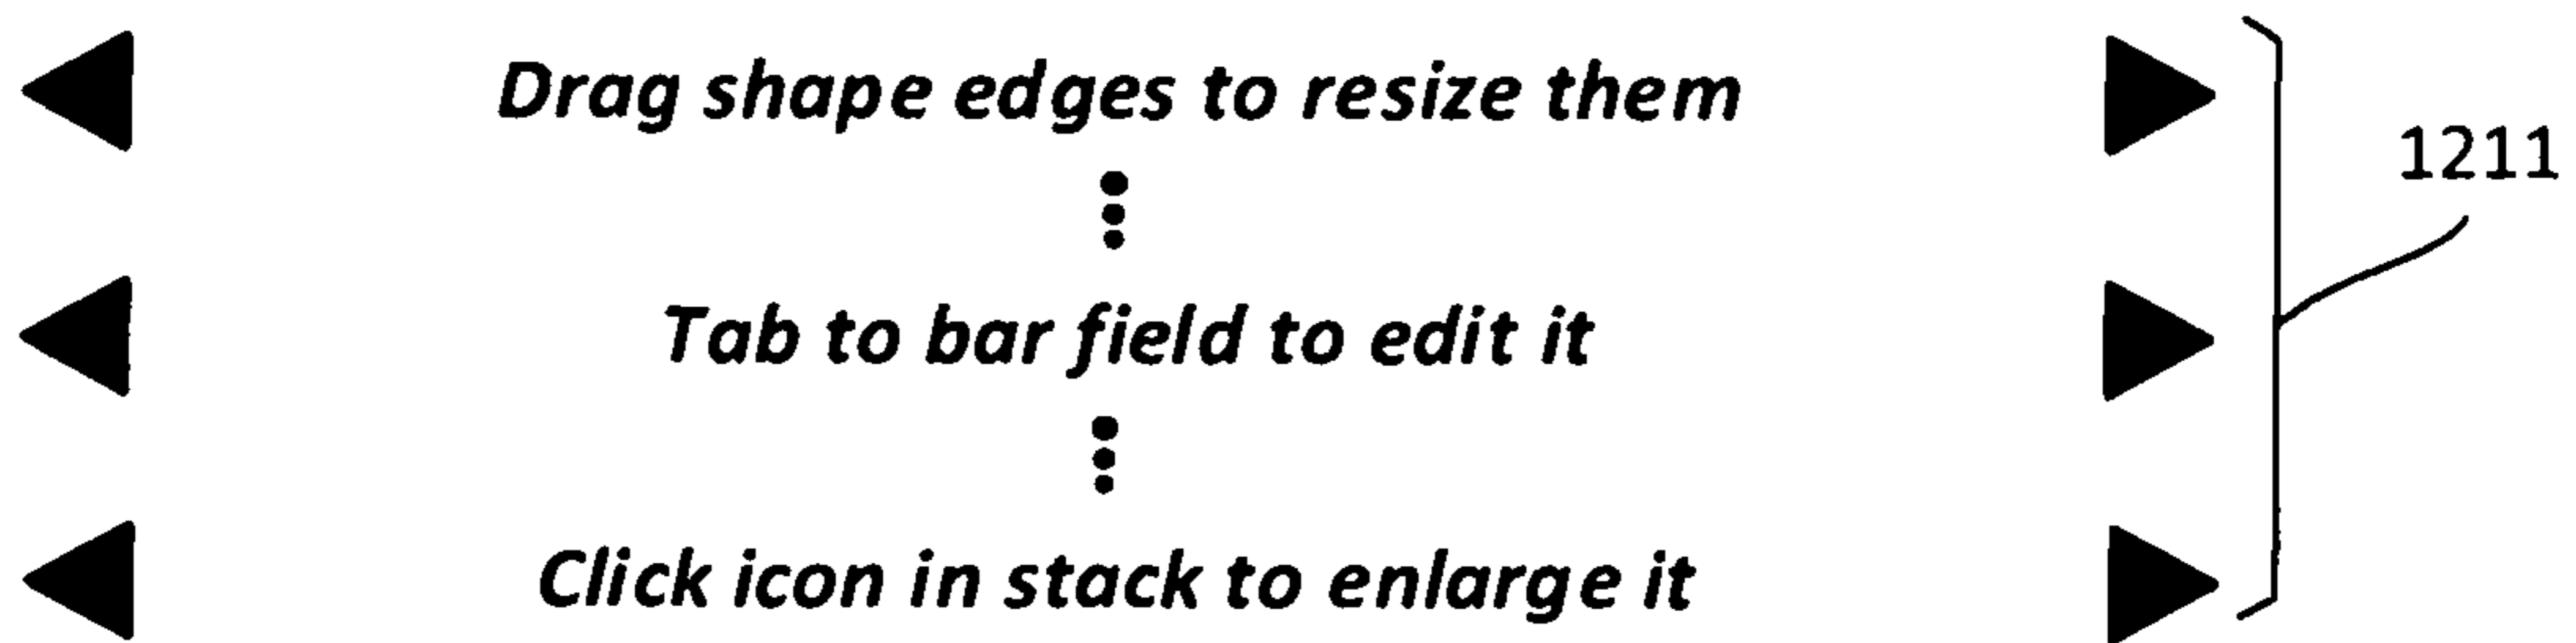 Drag shape edges to resize them
1211
Tab to bar field to edit it
Click icon in stack to enlarge it